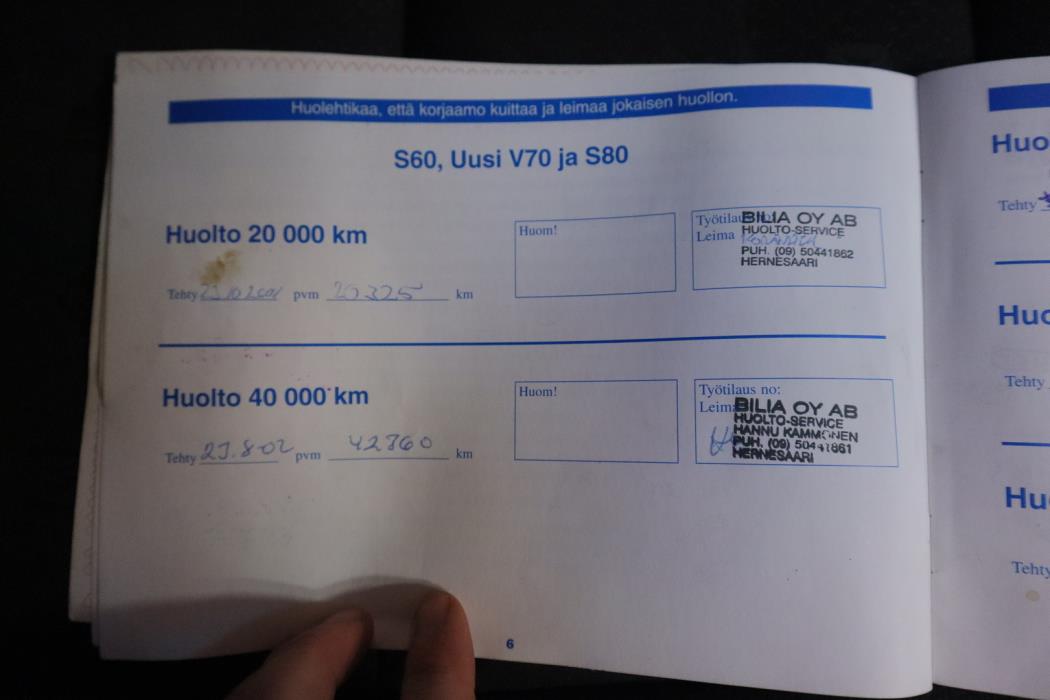 Huolehtikaa, että korjaamo kuittaa ja leimaa jokaisen huollon.
S60, Uusi V70 ja S80
Huolto 20 000 km
Tehty pvm 20325 km
Huom!
Työtilaus no:
Leima
BILIA OY AB
HUOLTO-SERVICE
PUH. (09) 50441862
HERNESAARI
Huolto 40 000 km
Tehty 29.8-02 pvm 42860 km
Huom!
Työtilaus no:
Leima
BILIA OY AB
HUOLTO-SERVICE
HANNU KAMMONEN
PUH. (09) 50441861
HERNESAARI
6
Huo
Tehty
Huo
Tehty
Hu
Tehty